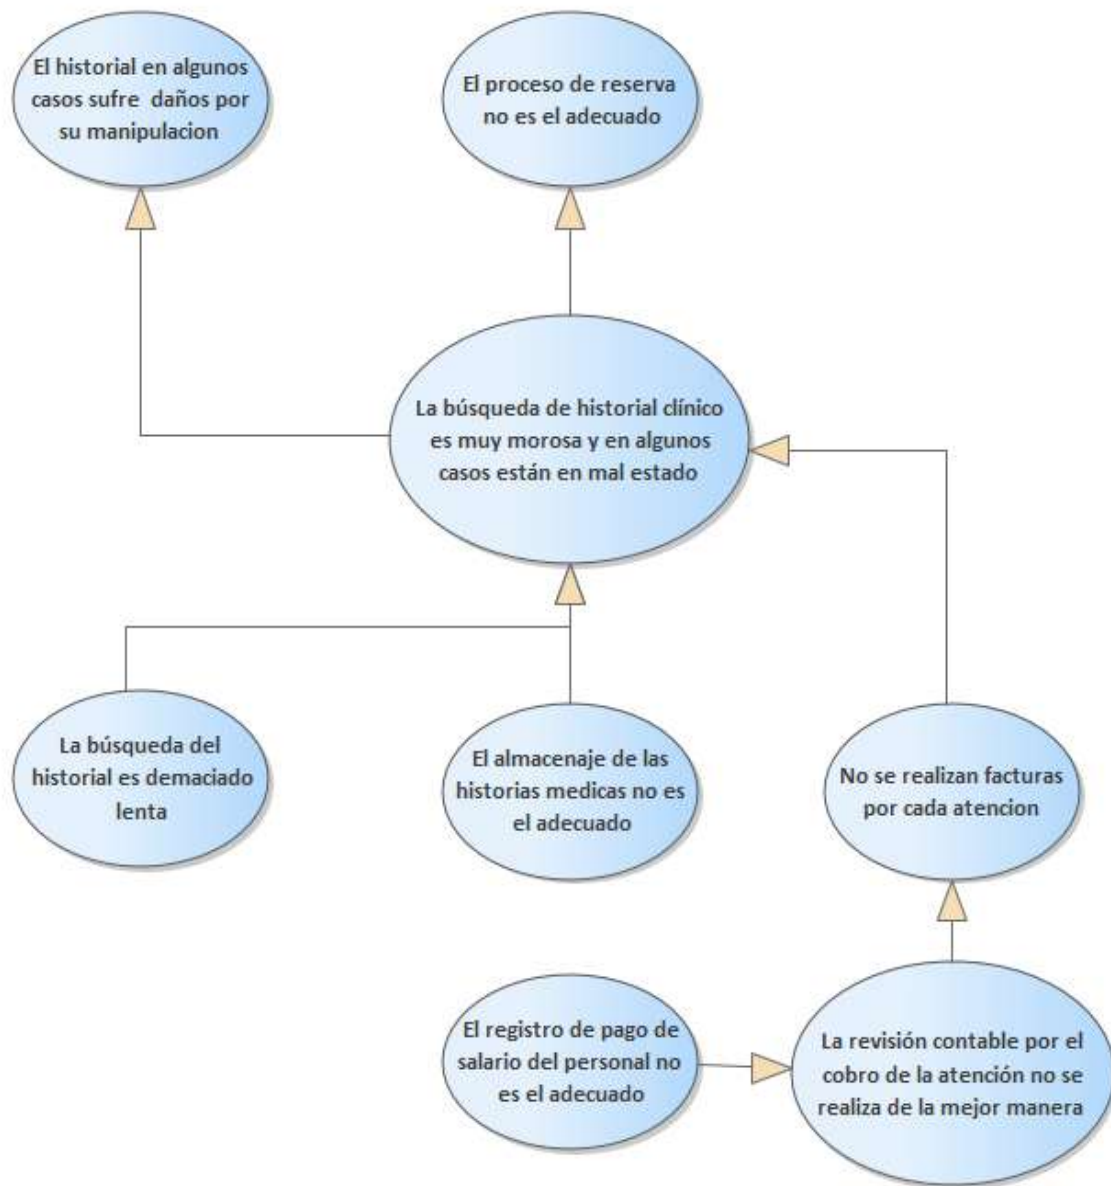 El historial en algunos
casos sufre daños por
su manipulacion
El proceso de reserva
no es el adecuado
La búsqueda de historial clínico
es muy morosa y en algunos
casos están en mal estado
La búsqueda del
historial es demaciado
lenta
El almacenaje de las
historias medicas no es
el adecuado
No se realizan facturas
por cada atencion
El registro de pago de
salario del personal no
es el adecuado
La revisión contable por el
cobro de la atención no se
realiza de la mejor manera